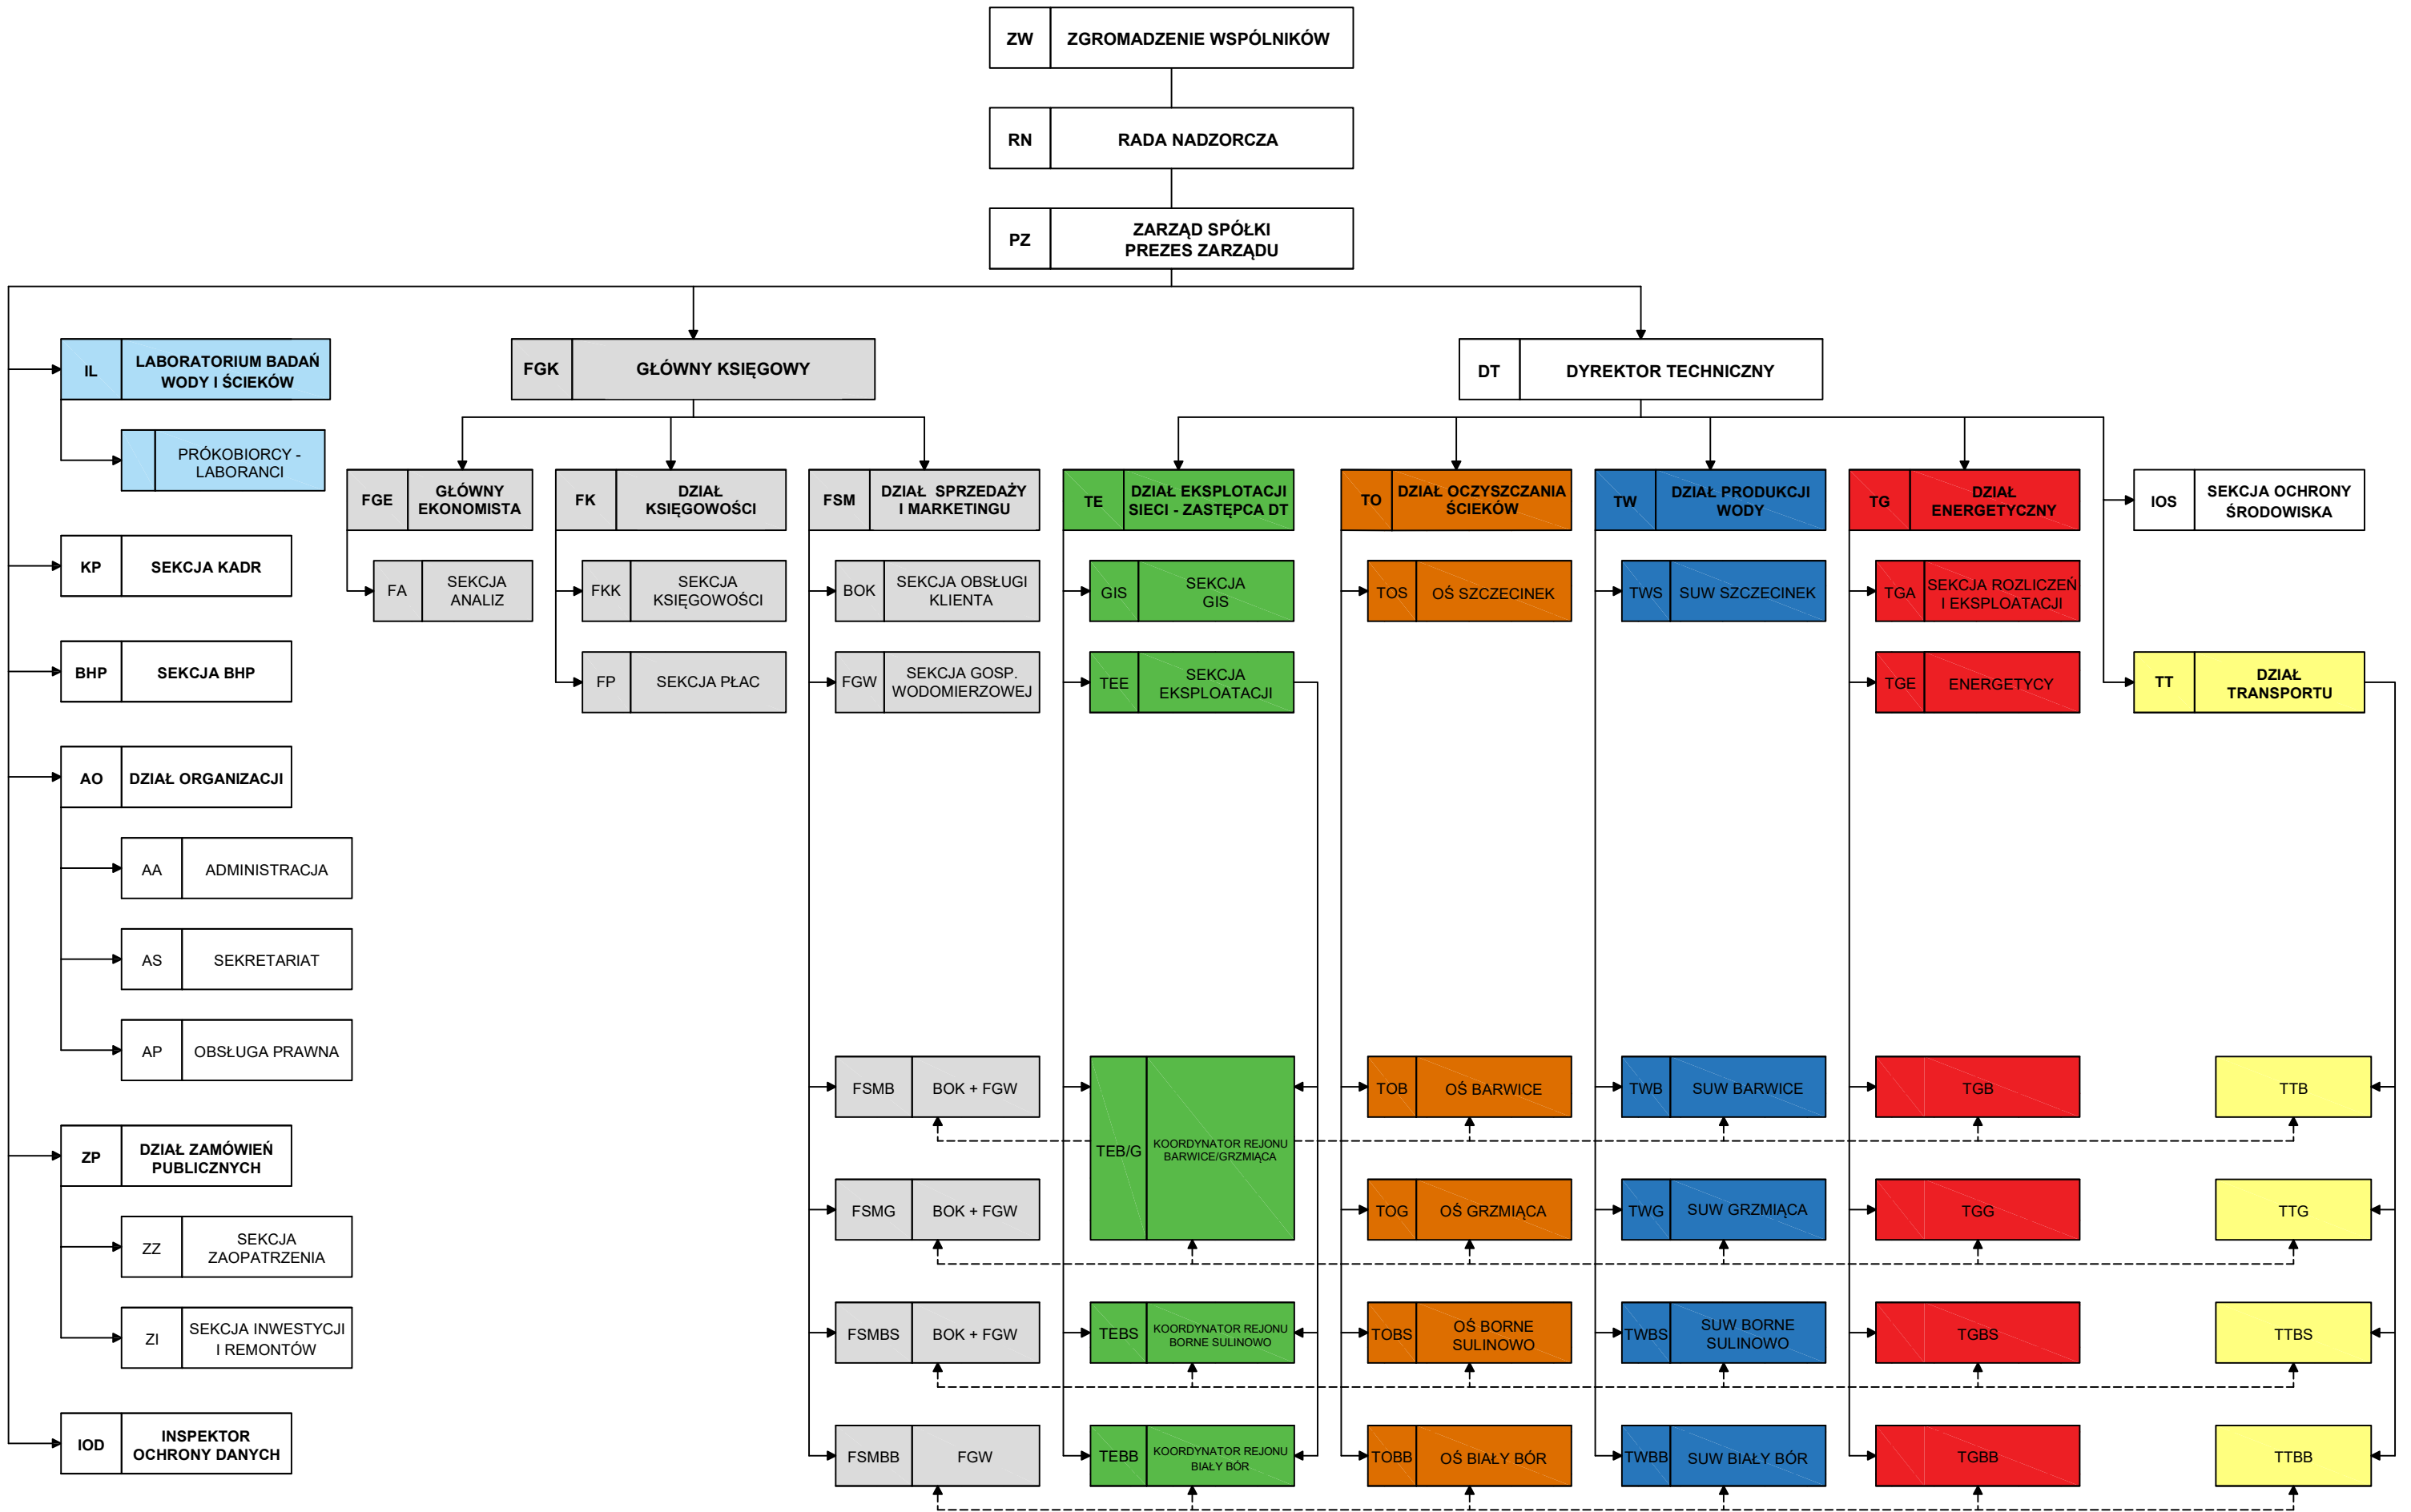 ZW ZGROMADZENIE WSPÓLNIKÓW
RN RADA NADZORCZA
PZ ZARZĄD SPÓŁKI
PREZES ZARZĄDU
IL LABORATORIUM BADAŃ
WODY I ŚCIEKÓW
PRÓKOBIORCY -
LABORANCI
KP SEKCJA KADR
BHP SEKCJA BHP
AO DZIAŁ ORGANIZACJI
AA ADMINISTRACJA
AS SEKRETARIAT
AP OBSŁUGA PRAWNA
ZP DZIAŁ ZAMÓWIEŃ
PUBLICZNYCH
ZZ SEKCJA
ZAOPATRZENIA
ZI SEKCJA INWESTYCJI
I REMONTÓW
IOD INSPEKTOR
OCHRONY DANYCH
FGK GŁÓWNY KSIĘGOWY
FGE GŁÓWNY
EKONOMISTA
FA SEKCJA
ANALIZ
FK DZIAŁ
KSIĘGOWOŚCI
FKK SEKCJA
KSIĘGOWOŚCI
FP SEKCJA PŁAC
FSM DZIAŁ SPRZEDAŻY
I MARKETINGU
BOK SEKCJA OBSŁUGI
KLIENTA
FGW SEKCJA GOSP.
WODOMIERZOWEJ
FSMB BOK + FGW
FSMG BOK + FGW
FSMBS BOK + FGW
FSMBB FGW
DT DYREKTOR TECHNICZNY
TE DZIAŁ EKSPLOTACJI
SIECI - ZASTĘPCA DT
GIS SEKCJA
GIS
TEE SEKCJA
EKSPLOATACJI
TEB/G KOORDYNATOR REJONU
BARWICE/GRZMIĄCA
TEBS KOORDYNATOR REJONU
BORNE SULINOWO
TEBB KOORDYNATOR REJONU
BIAŁY BÓR
TO DZIAŁ OCZYSZCZANIA
ŚCIEKÓW
TOS OŚ SZCZECINEK
TOB OŚ BARWICE
TOG OŚ GRZMIĄCA
TOBS OŚ BORNE
SULINOWO
TOBB OŚ BIAŁY BÓR
TW DZIAŁ PRODUKCJI
WODY
TWS SUW SZCZECINEK
TWB SUW BARWICE
TWG SUW GRZMIĄCA
TWBS SUW BORNE
SULINOWO
TWBB SUW BIAŁY BÓR
TG DZIAŁ
ENERGETYCZNY
TGA SEKCJA ROZLICZEŃ
I EKSPLOATACJI
TGE ENERGETYCY
TGB
TGG
TGBS
TGBB
IOS SEKCJA OCHRONY
ŚRODOWISKA
TT DZIAŁ
TRANSPORTU
TTB
TTG
TTBS
TTBB